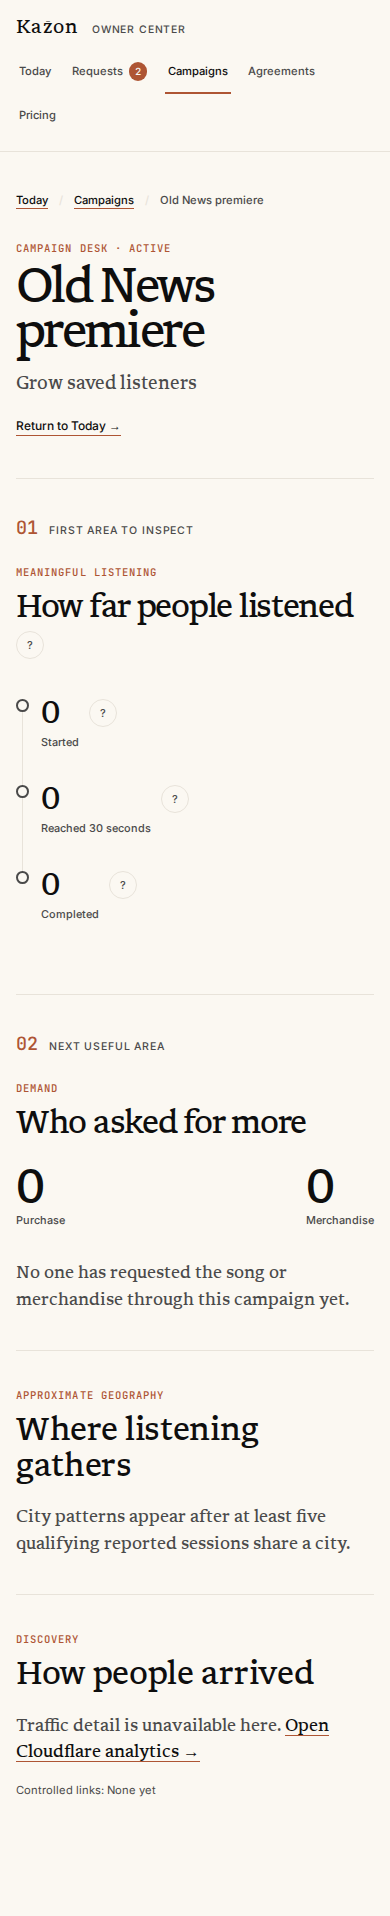 Każon OWNER CENTER
Today Requests 2 Campaigns Agreements
Pricing
Today / Campaigns / Old News premiere
CAMPAIGN DESK · ACTIVE
Old News
premiere
Grow saved listeners
Return to Today →
01 FIRST AREA TO INSPECT
MEANINGFUL LISTENING
How far people listened
?
0 ?
Started
0 ?
Reached 30 seconds
0 ?
Completed
02 NEXT USEFUL AREA
DEMAND
Who asked for more
0 0
Purchase Merchandise
No one has requested the song or
merchandise through this campaign yet.
APPROXIMATE GEOGRAPHY
Where listening
gathers
City patterns appear after at least five
qualifying reported sessions share a city.
DISCOVERY
How people arrived
Traffic detail is unavailable here. Open
Cloudflare analytics →
Controlled links: None yet